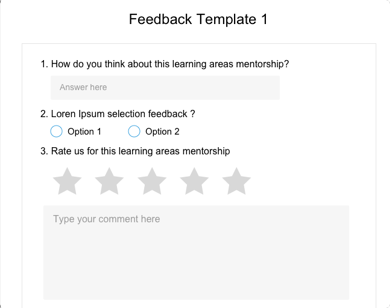 Feedback Template 1
1. How do you think about this learning areas mentorship?
Answer here
2. Loren Ipsum selection feedback ?
Option 1 Option 2
3. Rate us for this learning areas mentorship
Type your comment here